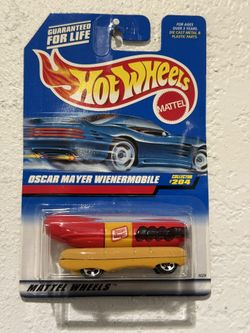 GUARANTEED
FOR LIFE
FOR AGES
OVER 3 YEARS.
DIE CAST METAL &
PLASTIC PARTS
HOT WHEELS
MATTEL
OSCAR MAYER WIENERMOBILE
COLLECTOR
#204
MATTEL WHEELS